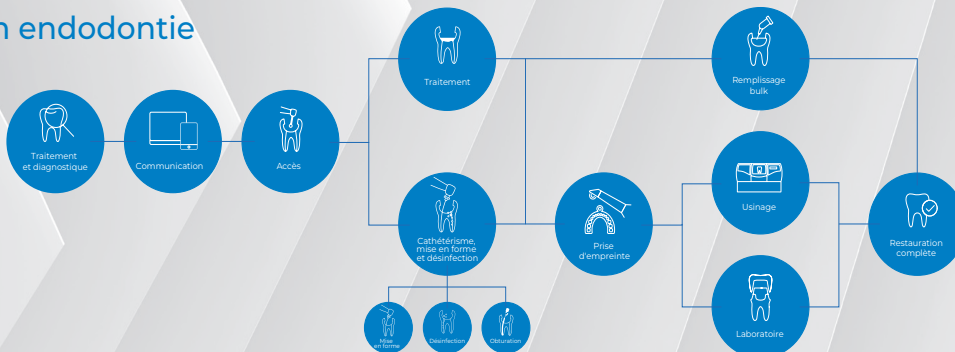 n endodontie
Traitement
et diagnostique
Communication
Accès
Traitement
Cathétérisme,
mise en forme
et désinfection
Mise
en forme
Désinfection
Obturation
Prise
d'empreinte
Remplissage
bulk
Usinage
Laboratoire
Restauration
complète